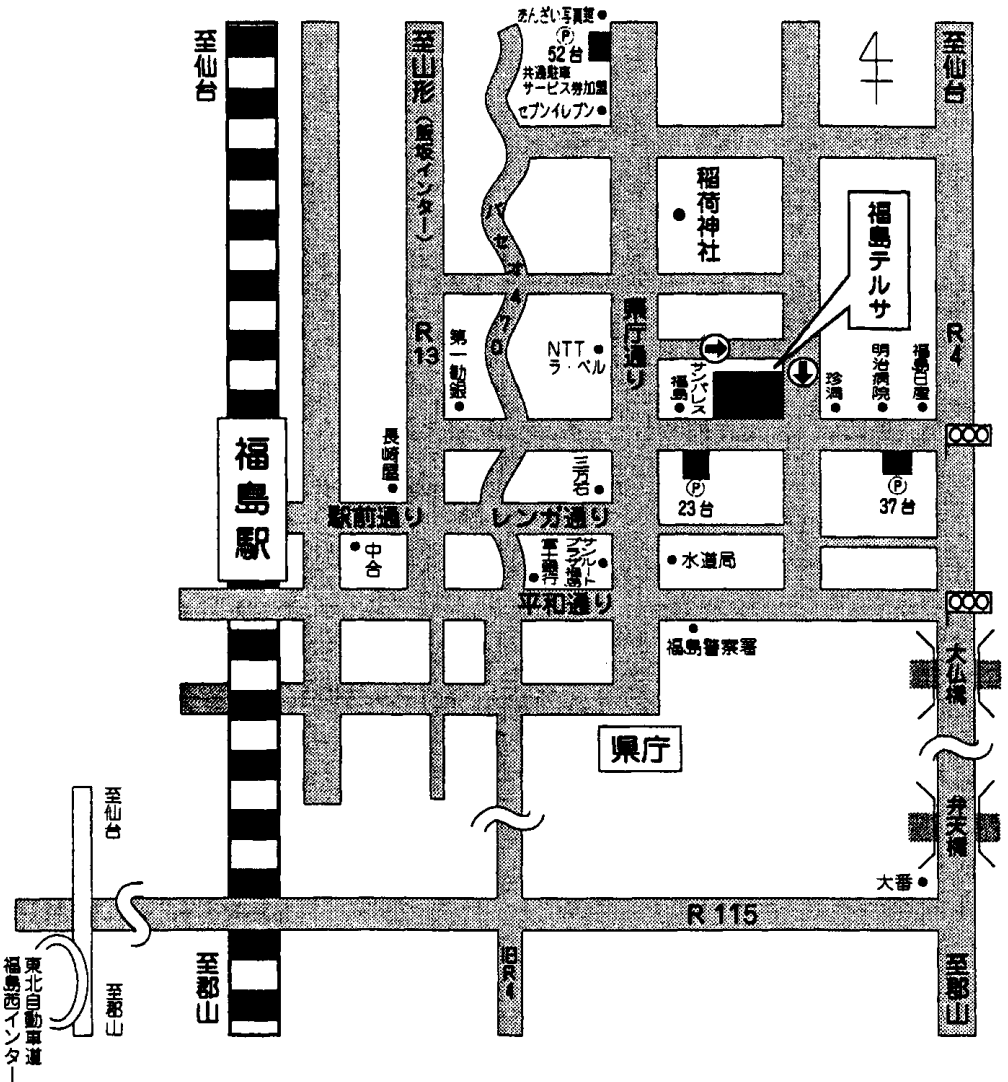 あんざい写真館
Ⓟ
52台
共通駐車
サービス券加盟
セブンイレブン
至仙台
至山形
(飯坂インター)
至仙台
稲荷神社
福島テルサ
パセオ470
県庁通り
R13
第一勧銀
NTT
ラ・ペル
サンパレス
福島
珍満
明治病院
福島日産
R4
福島駅
長崎屋
三万石
Ⓟ
23台
Ⓟ
37台
駅前通り
レンガ通り
中合
富士銀行
サンルート
プラザ福島
水道局
平和通り
福島警察署
大仏橋
県庁
至仙台
弁天橋
大番
R 115
旧R4
至郡山
至郡山
至郡山
東北自動車道
福島西インター